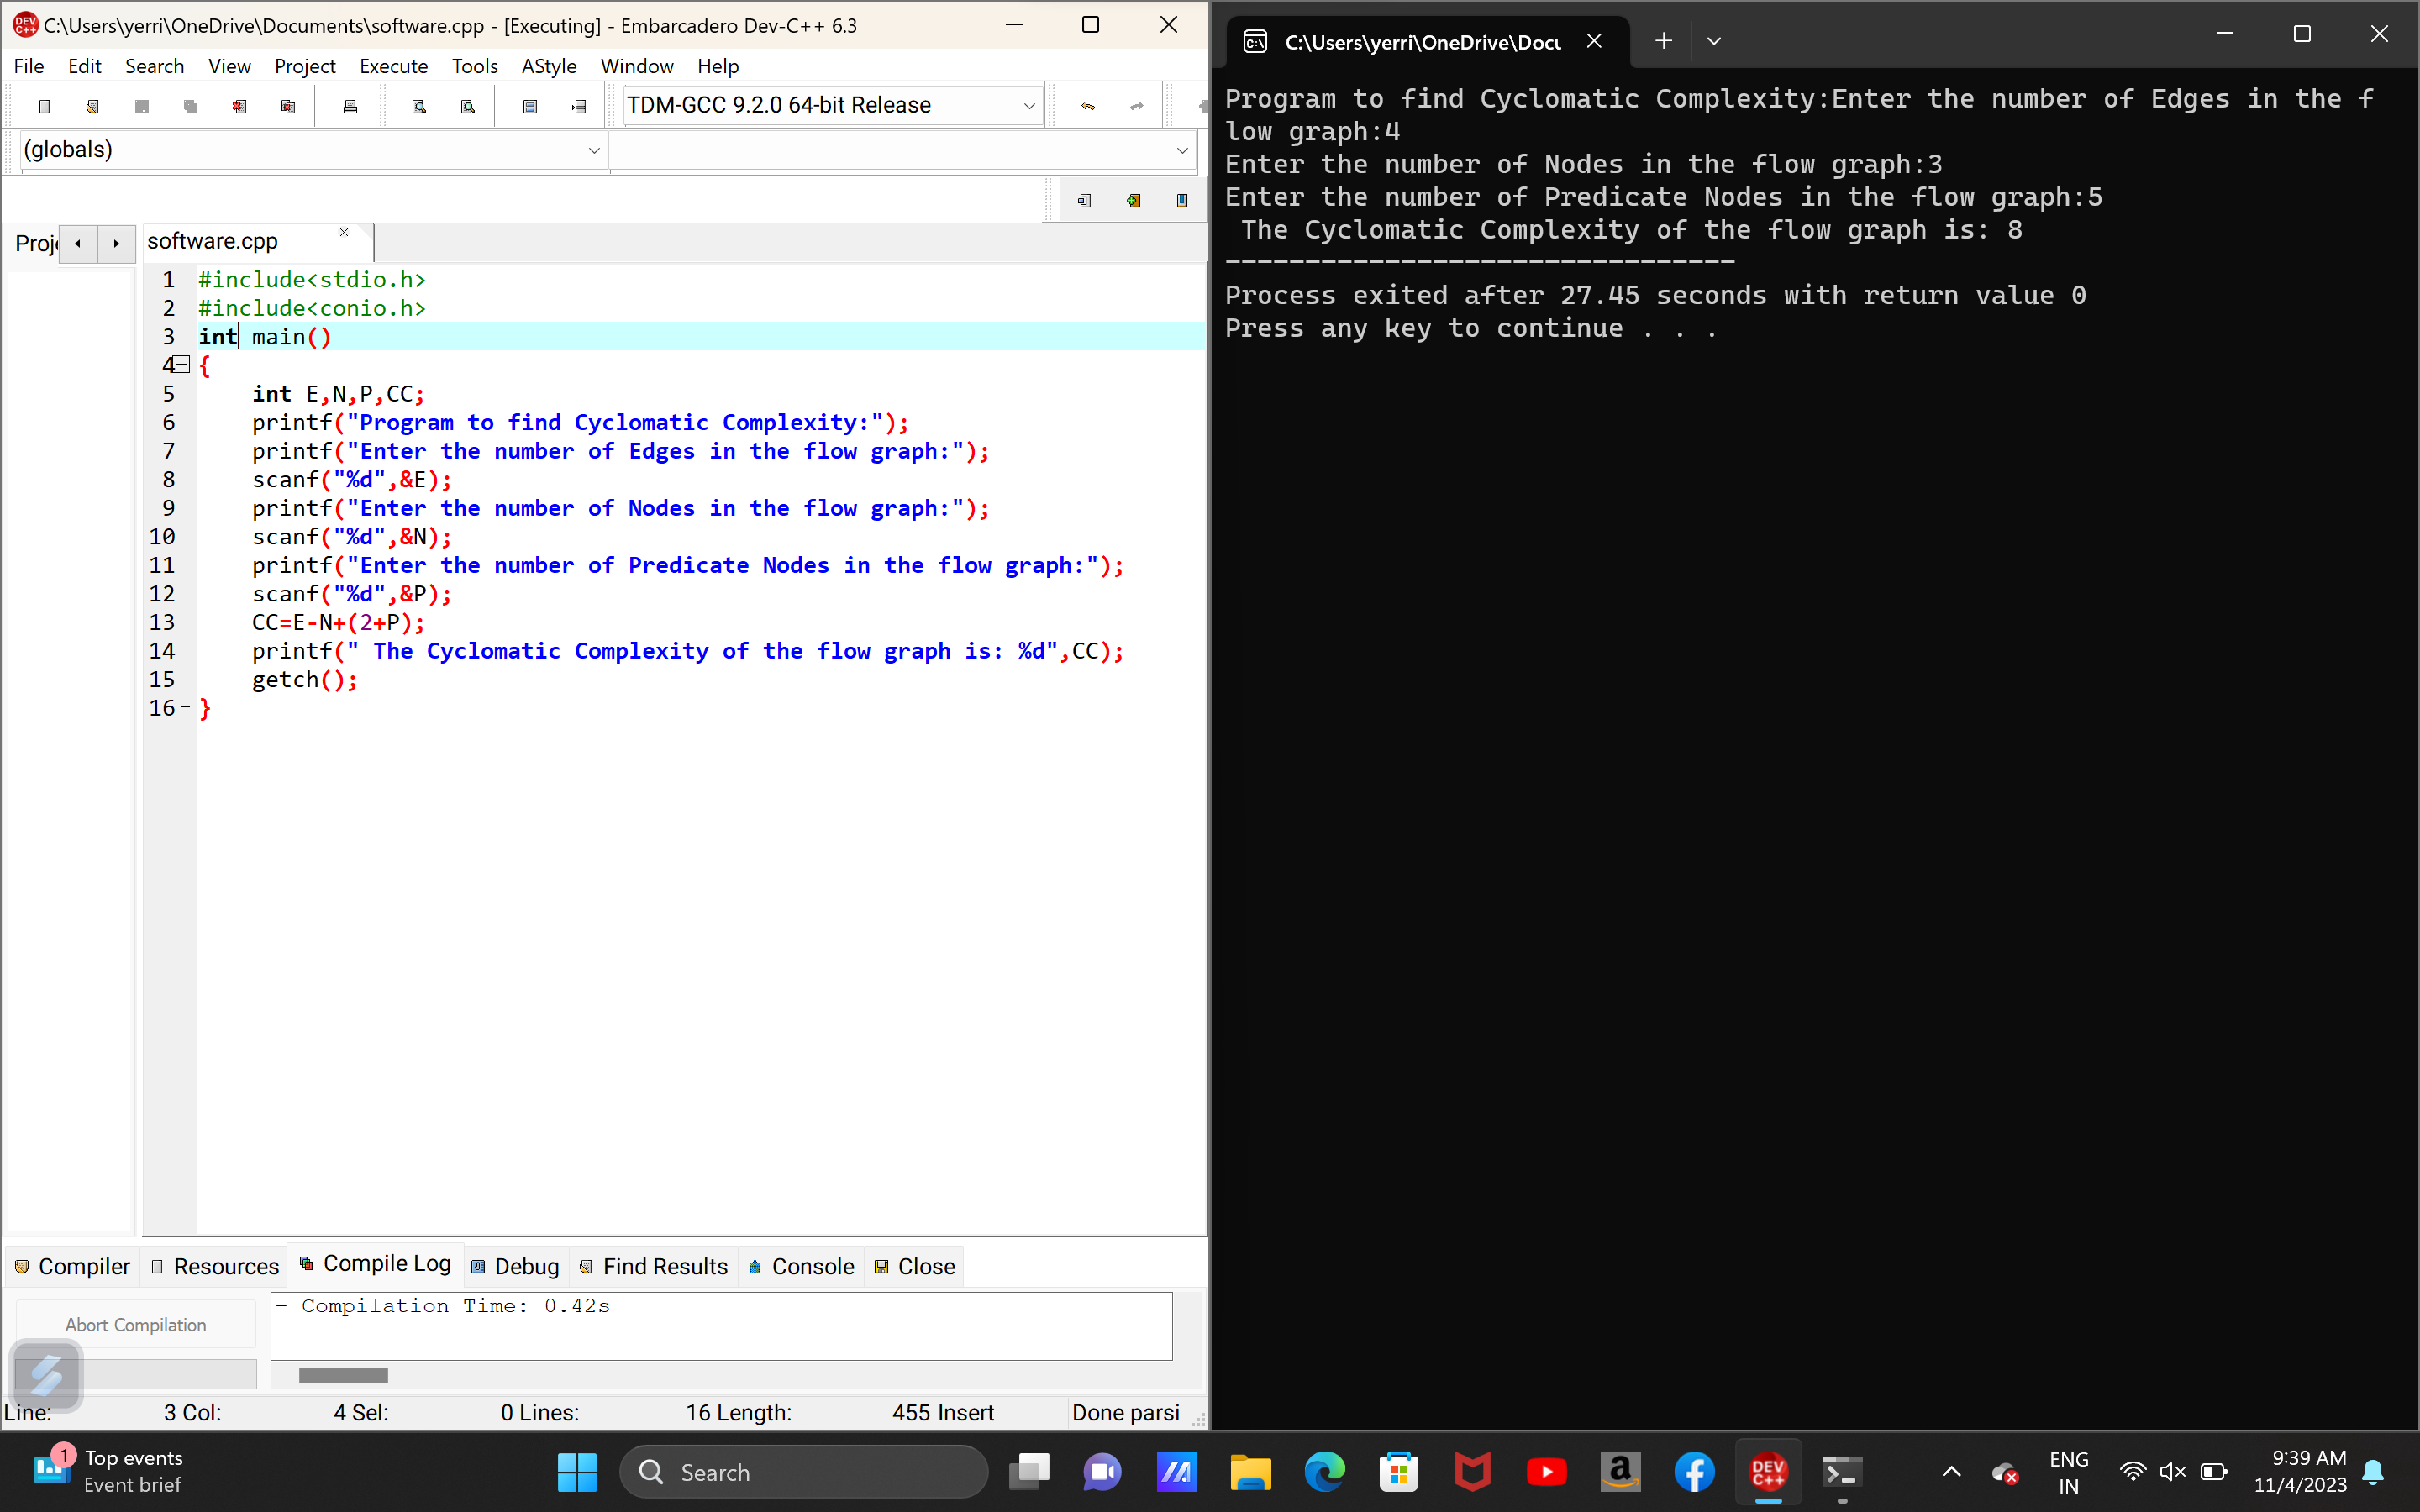 C:\Users\yerri\OneDrive\Documents\software.cpp - [Executing] - Embarcadero Dev-C++ 6.3
File Edit Search View Project Execute Tools AStyle Window Help
TDM-GCC 9.2.0 64-bit Release
(globals)
Proje
software.cpp
1 #include<stdio.h>
2 #include<conio.h>
3 int main()
4 {
5 int E,N,P,CC;
6 printf("Program to find Cyclomatic Complexity:");
7 printf("Enter the number of Edges in the flow graph:");
8 scanf("%d",&E);
9 printf("Enter the number of Nodes in the flow graph:");
10 scanf("%d",&N);
11 printf("Enter the number of Predicate Nodes in the flow graph:");
12 scanf("%d",&P);
13 CC=E-N+(2+P);
14 printf(" The Cyclomatic Complexity of the flow graph is: %d",CC);
15 getch();
16 }
Compiler Resources Compile Log Debug Find Results Console Close
Abort Compilation
- Compilation Time: 0.42s
Line: 3 Col: 4 Sel: 0 Lines: 16 Length: 455 Insert Done parsi
C:\Users\yerri\OneDrive\Docu
Program to find Cyclomatic Complexity:Enter the number of Edges in the f
low graph:4
Enter the number of Nodes in the flow graph:3
Enter the number of Predicate Nodes in the flow graph:5
The Cyclomatic Complexity of the flow graph is: 8
--------------------------------
Process exited after 27.45 seconds with return value 0
Press any key to continue . . .
1
Top events
Event brief
Search
DEV
C++
ENG
IN
9:39 AM
11/4/2023